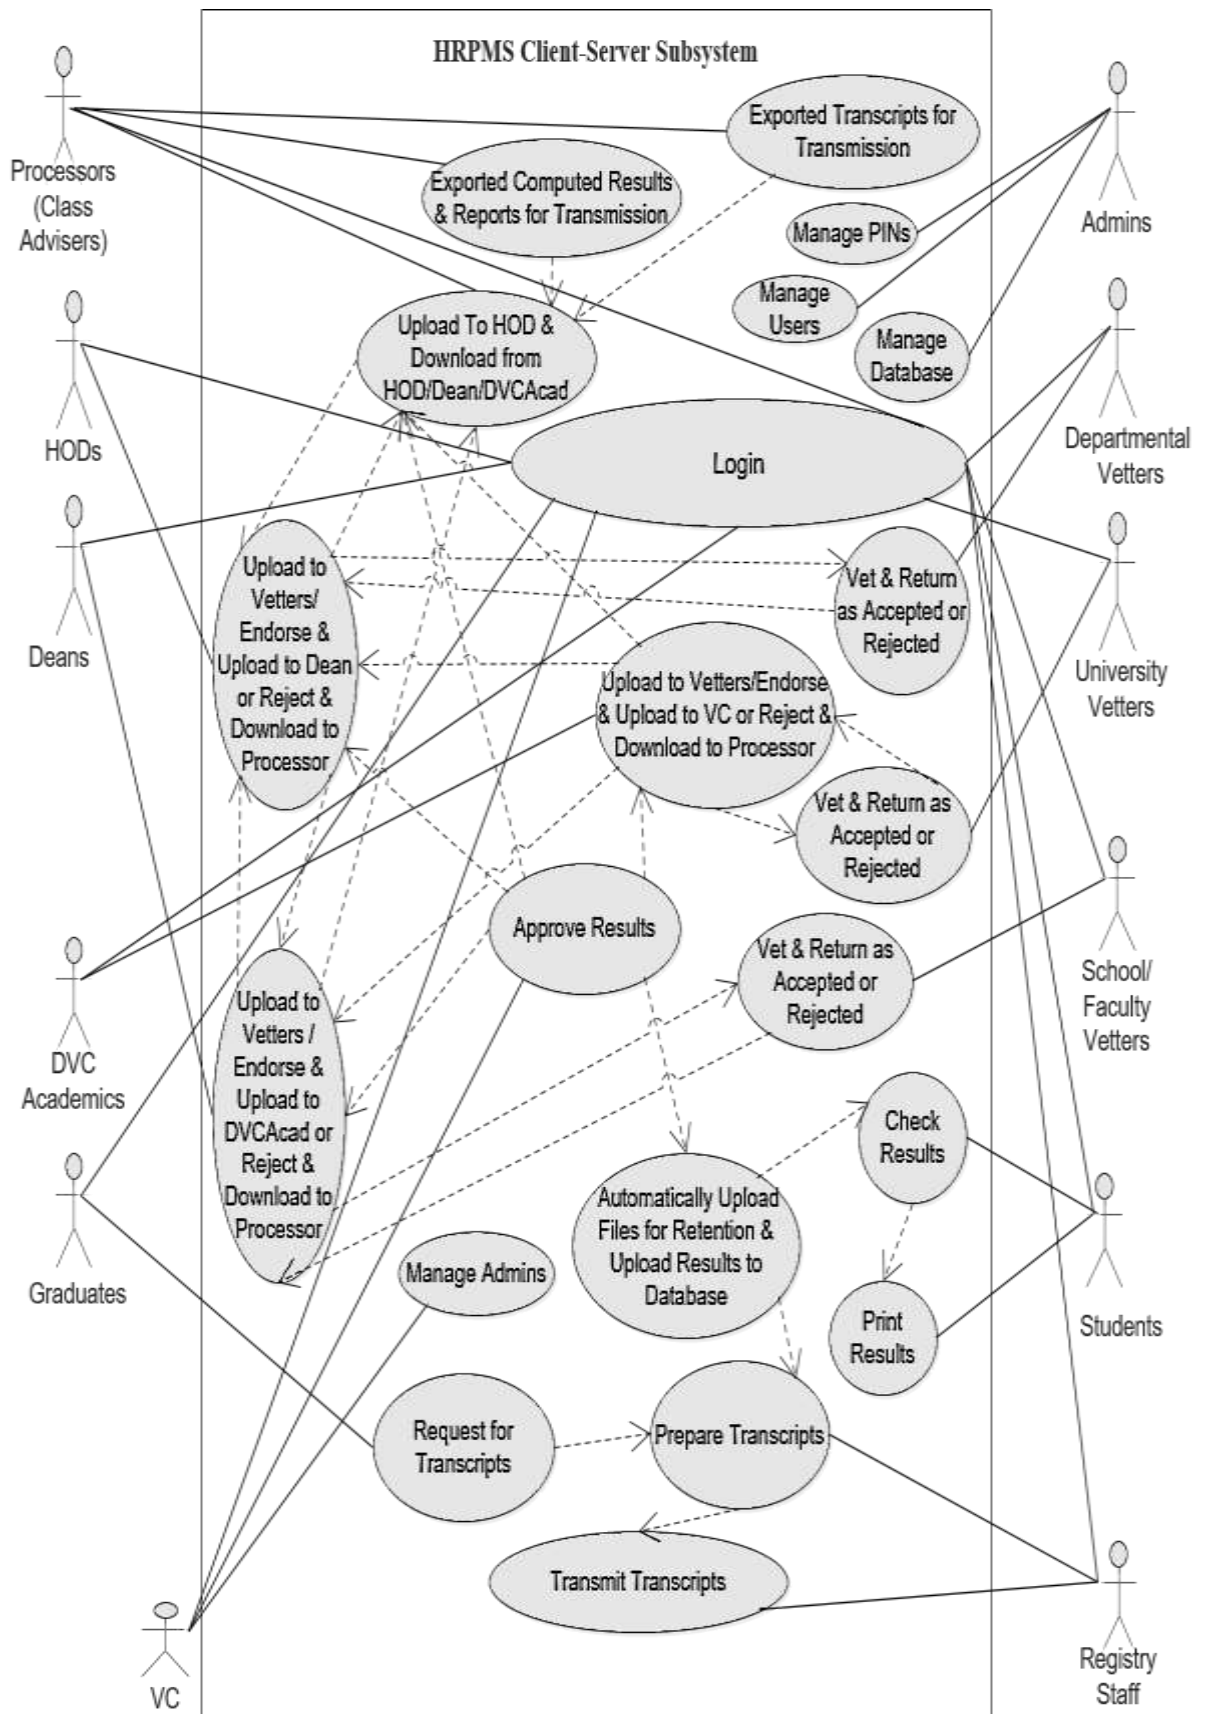 HRPMS Client-Server Subsystem
Processors
(Class
Advisers)
HODs
Deans
DVC
Academics
Graduates
VC
Exported Transcripts for
Transmission
Exported Computed Results
& Reports for Transmission
Manage PINs
Manage
Users
Manage
Database
Upload To HOD &
Download from
HOD/Dean/DVCAcad
Login
Upload to
Vetters/
Endorse &
Upload to Dean
or Reject &
Download to
Processor
Vet & Return
as Accepted or
Rejected
Upload to Vetters/Endorse
& Upload to VC or Reject &
Download to Processor
Vet & Return as
Accepted or
Rejected
Approve Results
Vet & Return as
Accepted or
Rejected
Upload to
Vetters /
Endorse &
Upload to
DVCAcad or
Reject &
Download to
Processor
Check
Results
Automatically Upload
Files for Retention &
Upload Results to
Database
Manage Admins
Print
Results
Request for
Transcripts
Prepare Transcripts
Transmit Transcripts
Admins
Departmental
Vetters
University
Vetters
School/
Faculty
Vetters
Students
Registry
Staff